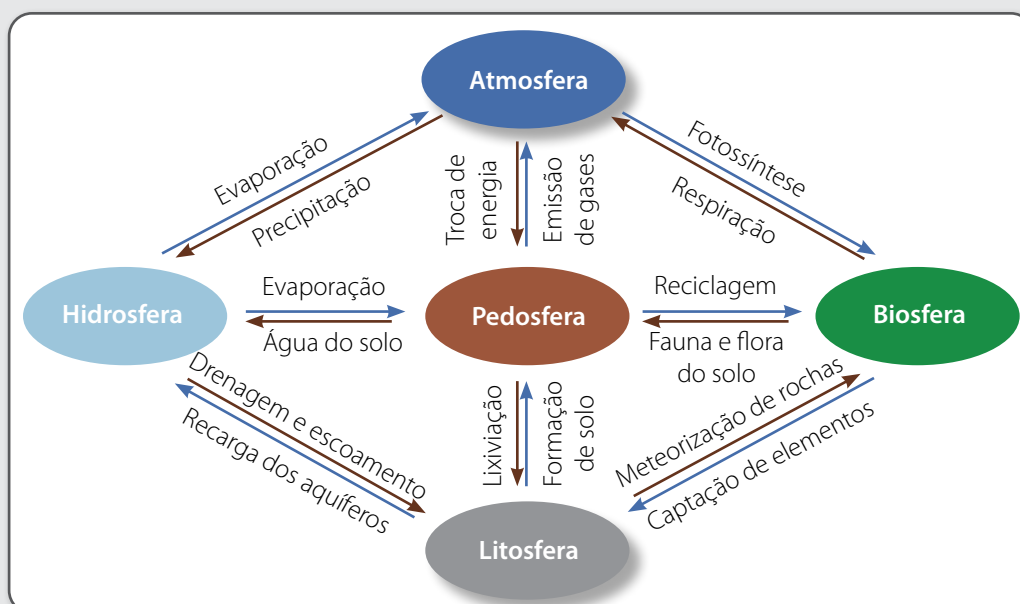 Atmosfera
Evaporação
Precipitação
Troca de
energia
Emissão
de gases
Fotossíntese
Respiração
Hidrosfera
Evaporação
Água do solo
Pedosfera
Reciclagem
Fauna e flora
do solo
Biosfera
Drenagem e escoamento
Recarga dos aquíferos
Lixiviação
Formação
de solo
Meteorização de rochas
Captação de elementos
Litosfera